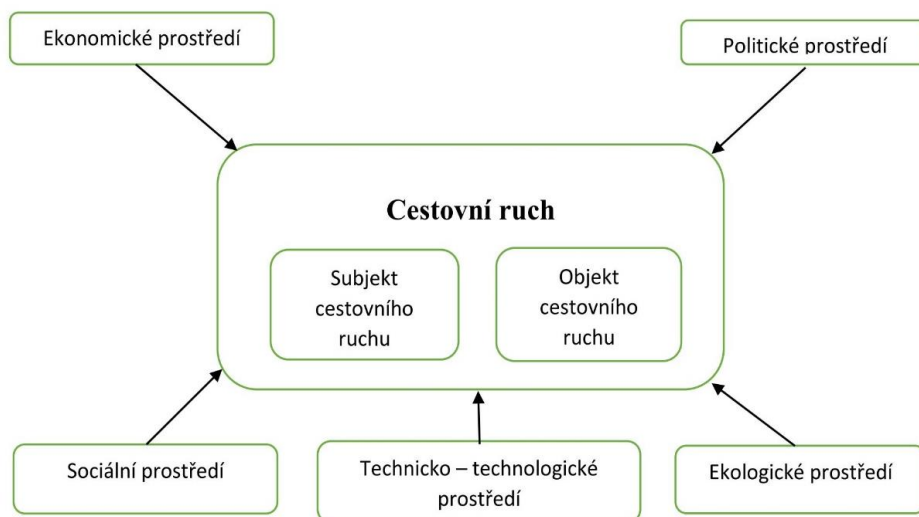 Ekonomické prostředí
Politické prostředí
Cestovní ruch
Subjekt
cestovního
ruchu
Objekt
cestovního
ruchu
Sociální prostředí
Technicko – technologické
prostředí
Ekologické prostředí